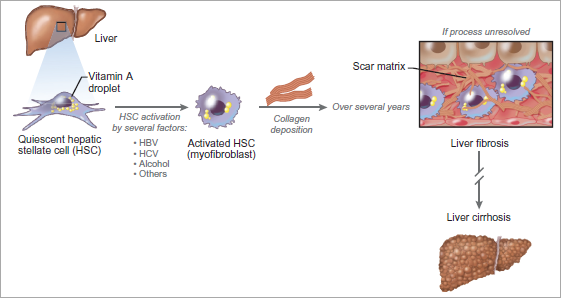 Liver
Vitamin A
droplet
Quiescent hepatic
stellate cell (HSC)
HSC activation
by several factors:
• HBV
• HCV
• Alcohol
• Others
Activated HSC
(myofibroblast)
Collagen
deposition
Over several years
If process unresolved
Scar matrix
Liver fibrosis
Liver cirrhosis